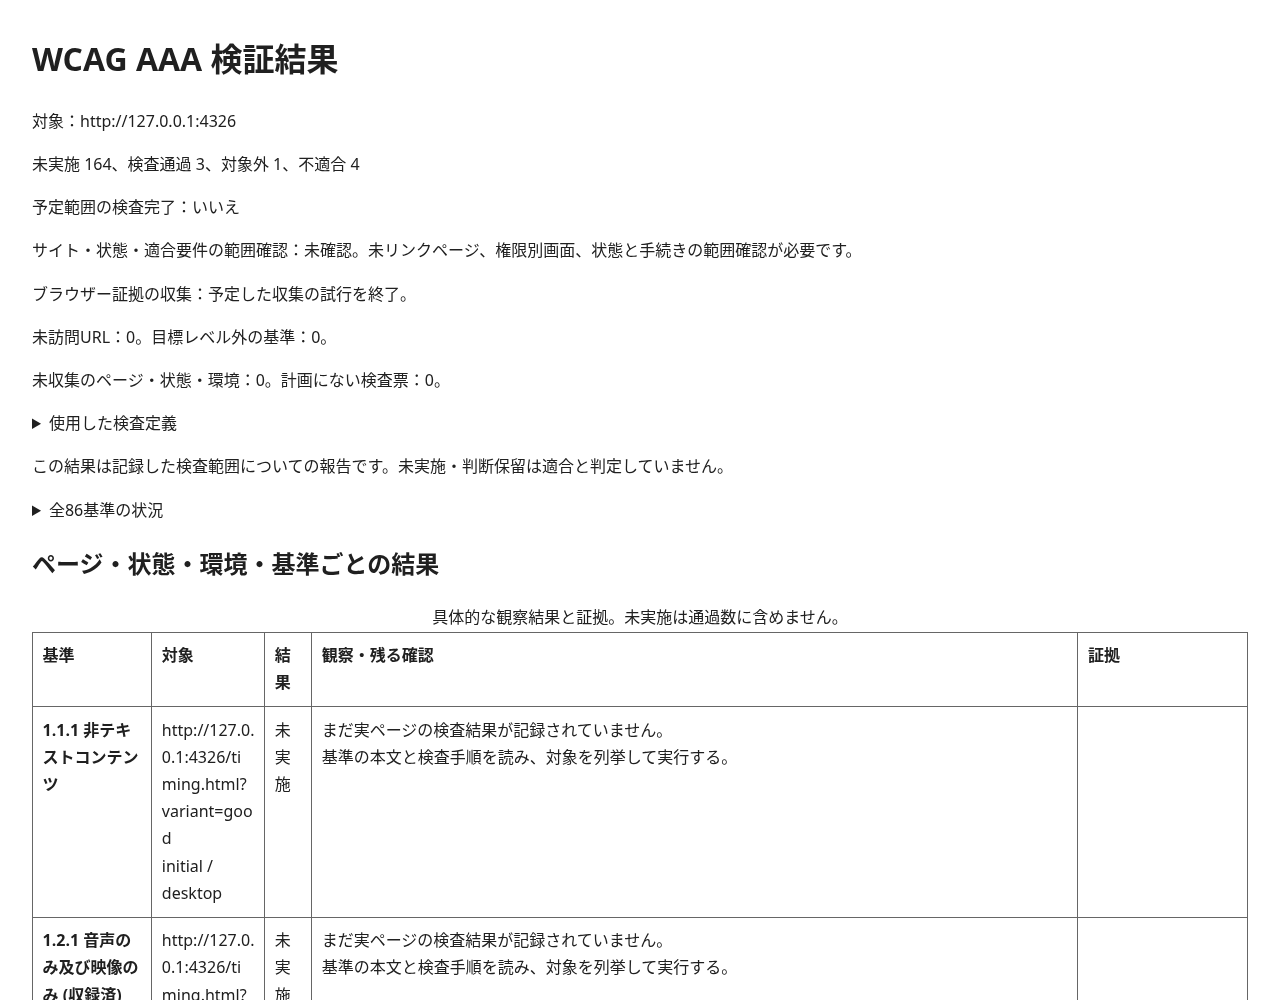 WCAG AAA 検証結果
対象：http://127.0.0.1:4326
未実施 164、検査通過 3、対象外 1、不適合 4
予定範囲の検査完了：いいえ
サイト・状態・適合要件の範囲確認：未確認。未リンクページ、権限別画面、状態と手続きの範囲確認が必要です。
ブラウザー証拠の収集：予定した収集の試行を終了。
未訪問URL：0。目標レベル外の基準：0。
未収集のページ・状態・環境：0。計画にない検査票：0。
▶ 使用した検査定義
この結果は記録した検査範囲についての報告です。未実施・判断保留は適合と判定していません。
▶ 全86基準の状況
ページ・状態・環境・基準ごとの結果
具体的な観察結果と証拠。未実施は通過数に含めません。
基準
対象
結
果
観察・残る確認
証拠
1.1.1 非テキ
ストコンテン
ツ
http://127.0.
0.1:4326/ti
ming.html?
variant=goo
d
initial /
desktop
未
実
施
まだ実ページの検査結果が記録されていません。
基準の本文と検査手順を読み、対象を列挙して実行する。
1.2.1 音声の
み及び映像の
み (収録済)
http://127.0.
0.1:4326/ti
ming.html?
未
実
施
まだ実ページの検査結果が記録されていません。
基準の本文と検査手順を読み、対象を列挙して実行する。